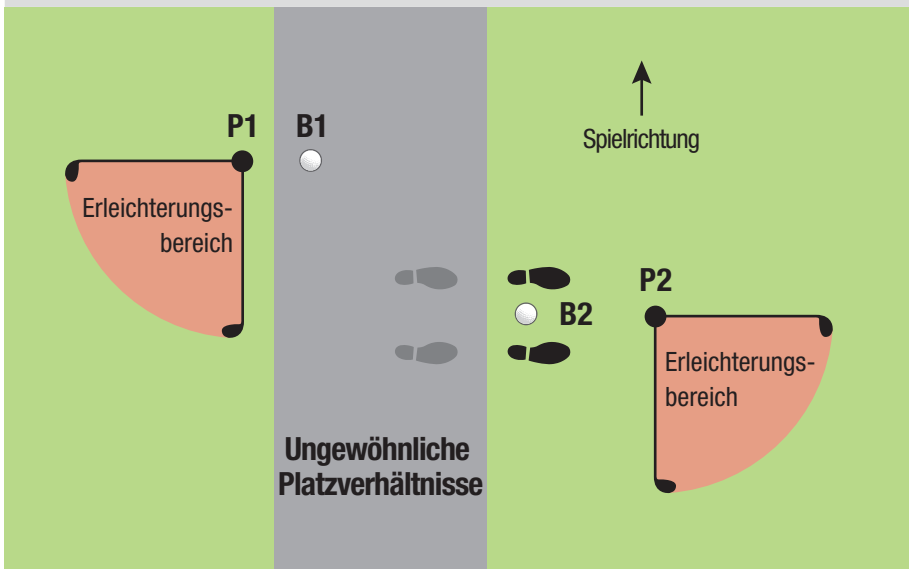 P1
B1
Spielrichtung
Erleichterungs-
bereich
P2
B2
Erleichterungs-
bereich
Ungewöhnliche
Platzverhältnisse